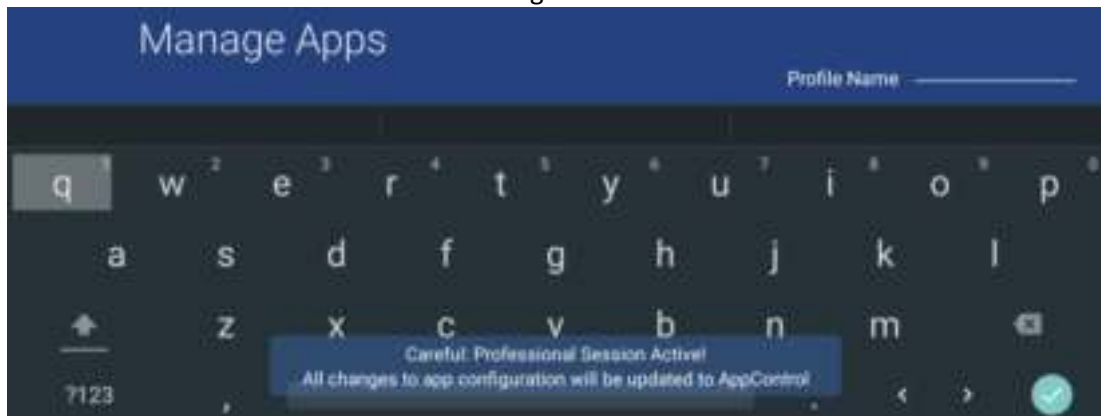 Manage Apps
Profile Name
q 1 w 2 e 3 r 4 t 5 y 6 u 7 i 8 o 9 p 0
a s d f g h j k l
z x c v b n m
Careful: Professional Session Active!
All changes to app configuration will be updated to AppControl
?123 , . < >